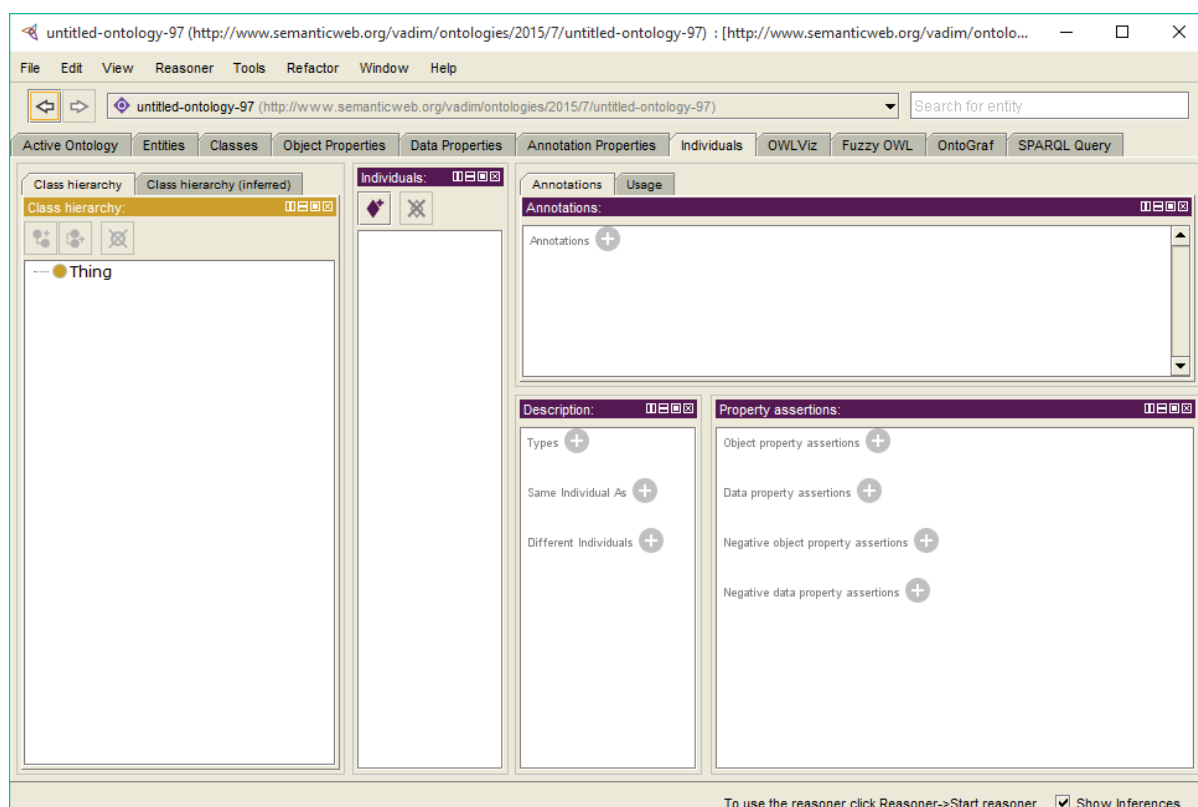 untitled-ontology-97 (http://www.semanticweb.org/vadim/ontologies/2015/7/untitled-ontology-97) : [http://www.semanticweb.org/vadim/ontolo...
File Edit View Reasoner Tools Refactor Window Help
untitled-ontology-97 (http://www.semanticweb.org/vadim/ontologies/2015/7/untitled-ontology-97) Search for entity
Active Ontology Entities Classes Object Properties Data Properties Annotation Properties Individuals OWLViz Fuzzy OWL OntoGraf SPARQL Query
Class hierarchy Class hierarchy (inferred)
Class hierarchy:
Thing
Individuals:
Annotations Usage
Annotations:
Annotations
Description:
Types
Same Individual As
Different Individuals
Property assertions:
Object property assertions
Data property assertions
Negative object property assertions
Negative data property assertions
To use the reasoner click Reasoner->Start reasoner Show Inferences